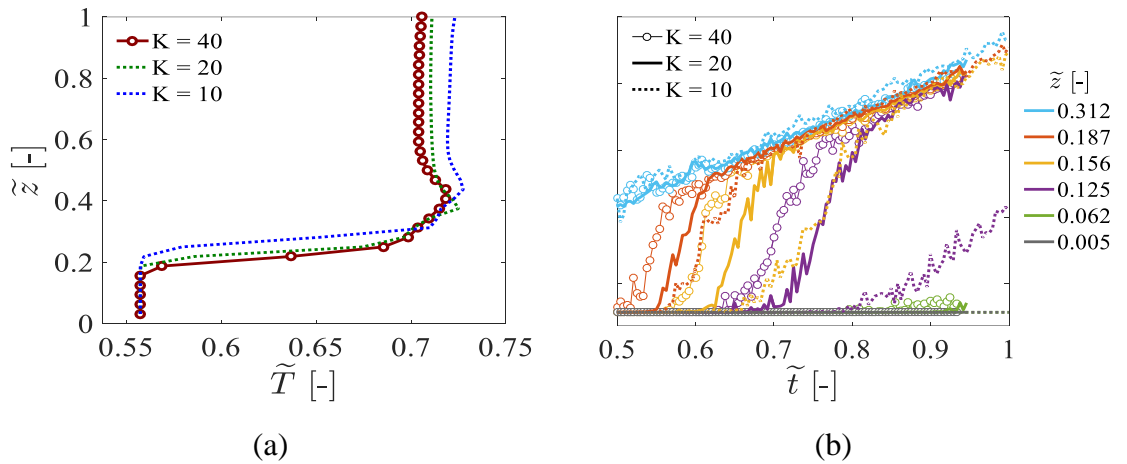 1
0.8
0.6
0.4
0.2
0
z̃ [-]
K = 40
K = 20
K = 10
0.55
0.6
0.65
0.7
0.75
T̃ [-]
(a)
K = 40
K = 20
K = 10
0.5
0.6
0.7
0.8
0.9
1
t̃ [-]
z̃ [-]
0.312
0.187
0.156
0.125
0.062
0.005
(b)